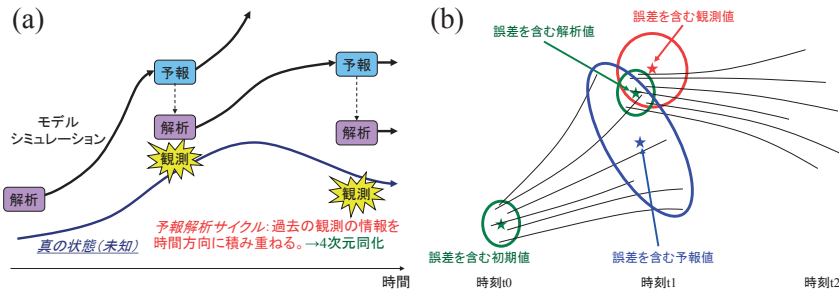 (a)
予報
予報
モデル
シミュレーション
解析
解析
観測
解析
観測
予報解析サイクル:過去の観測の情報を
真の状態(未知)
時間方向に積み重ねる。→4次元同化
時間
(b)
誤差を含む観測値
誤差を含む解析値
誤差を含む初期値
誤差を含む予報値
時刻t0
時刻t1
時刻t2